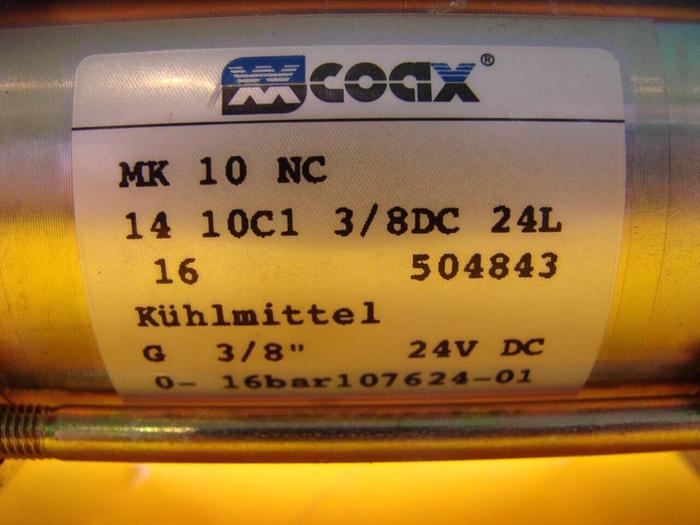 coax®
MK 10 NC
14 10C1 3/8DC 24L
16 504843
Kühlmittel
G 3/8" 24V DC
0- 16bar107624-01